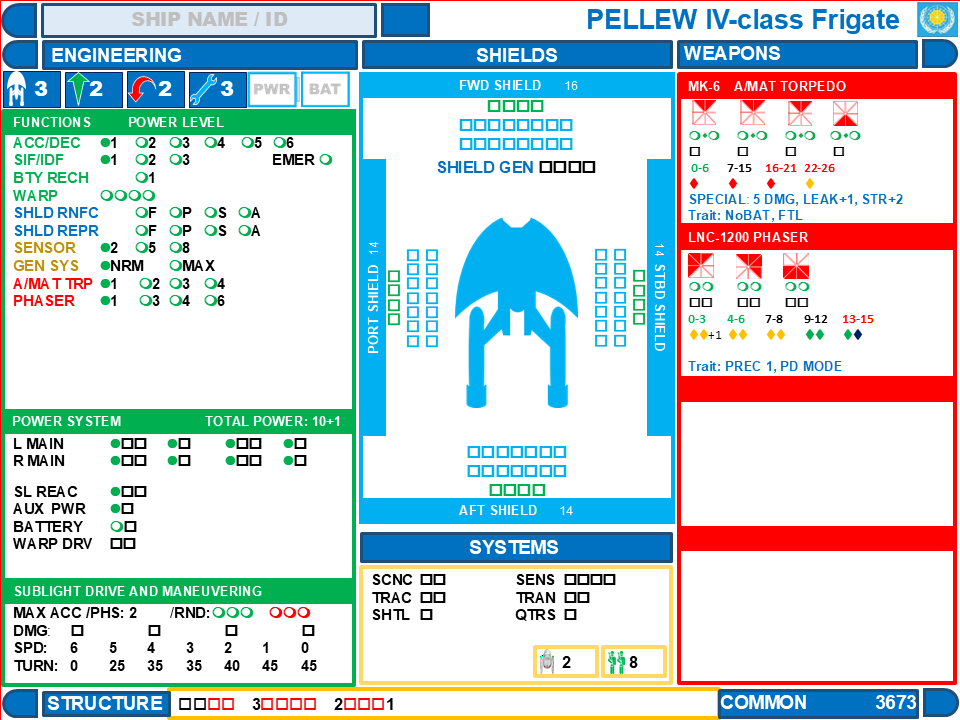 SHIP NAME / ID
PELLEW IV-class Frigate
ENGINEERING
3 2 2 3 PWR BAT
FUNCTIONS POWER LEVEL
ACC/DEC 1 2 3 4 5 6
SIF/IDF 1 2 3 EMER
BTY RECH 1
WARP
SHLD RNFC F P S A
SHLD REPR F P S A
SENSOR 2 5 8
GEN SYS NRM MAX
A/MAT TRP 1 2 3 4
PHASER 1 3 4 6
POWER SYSTEM TOTAL POWER: 10+1
L MAIN
R MAIN
SL REAC
AUX PWR
BATTERY
WARP DRV
SUBLIGHT DRIVE AND MANEUVERING
MAX ACC /PHS: 2 /RND:
DMG:
SPD: 6 5 4 3 2 1 0
TURN: 0 25 35 35 40 45 45
SHIELDS
FWD SHIELD 16
SHIELD GEN
PORT SHIELD 14
14 STBD SHIELD
AFT SHIELD 14
SYSTEMS
SCNC SENS
TRAC TRAN
SHTL QTRS
2 8
WEAPONS
MK-6 A/MAT TORPEDO
0-6 7-15 16-21 22-26
SPECIAL: 5 DMG, LEAK+1, STR+2
Trait: NoBAT, FTL
LNC-1200 PHASER
0-3 4-6 7-8 9-12 13-15
+1
Trait: PREC 1, PD MODE
STRUCTURE 3 2 1
COMMON 3673